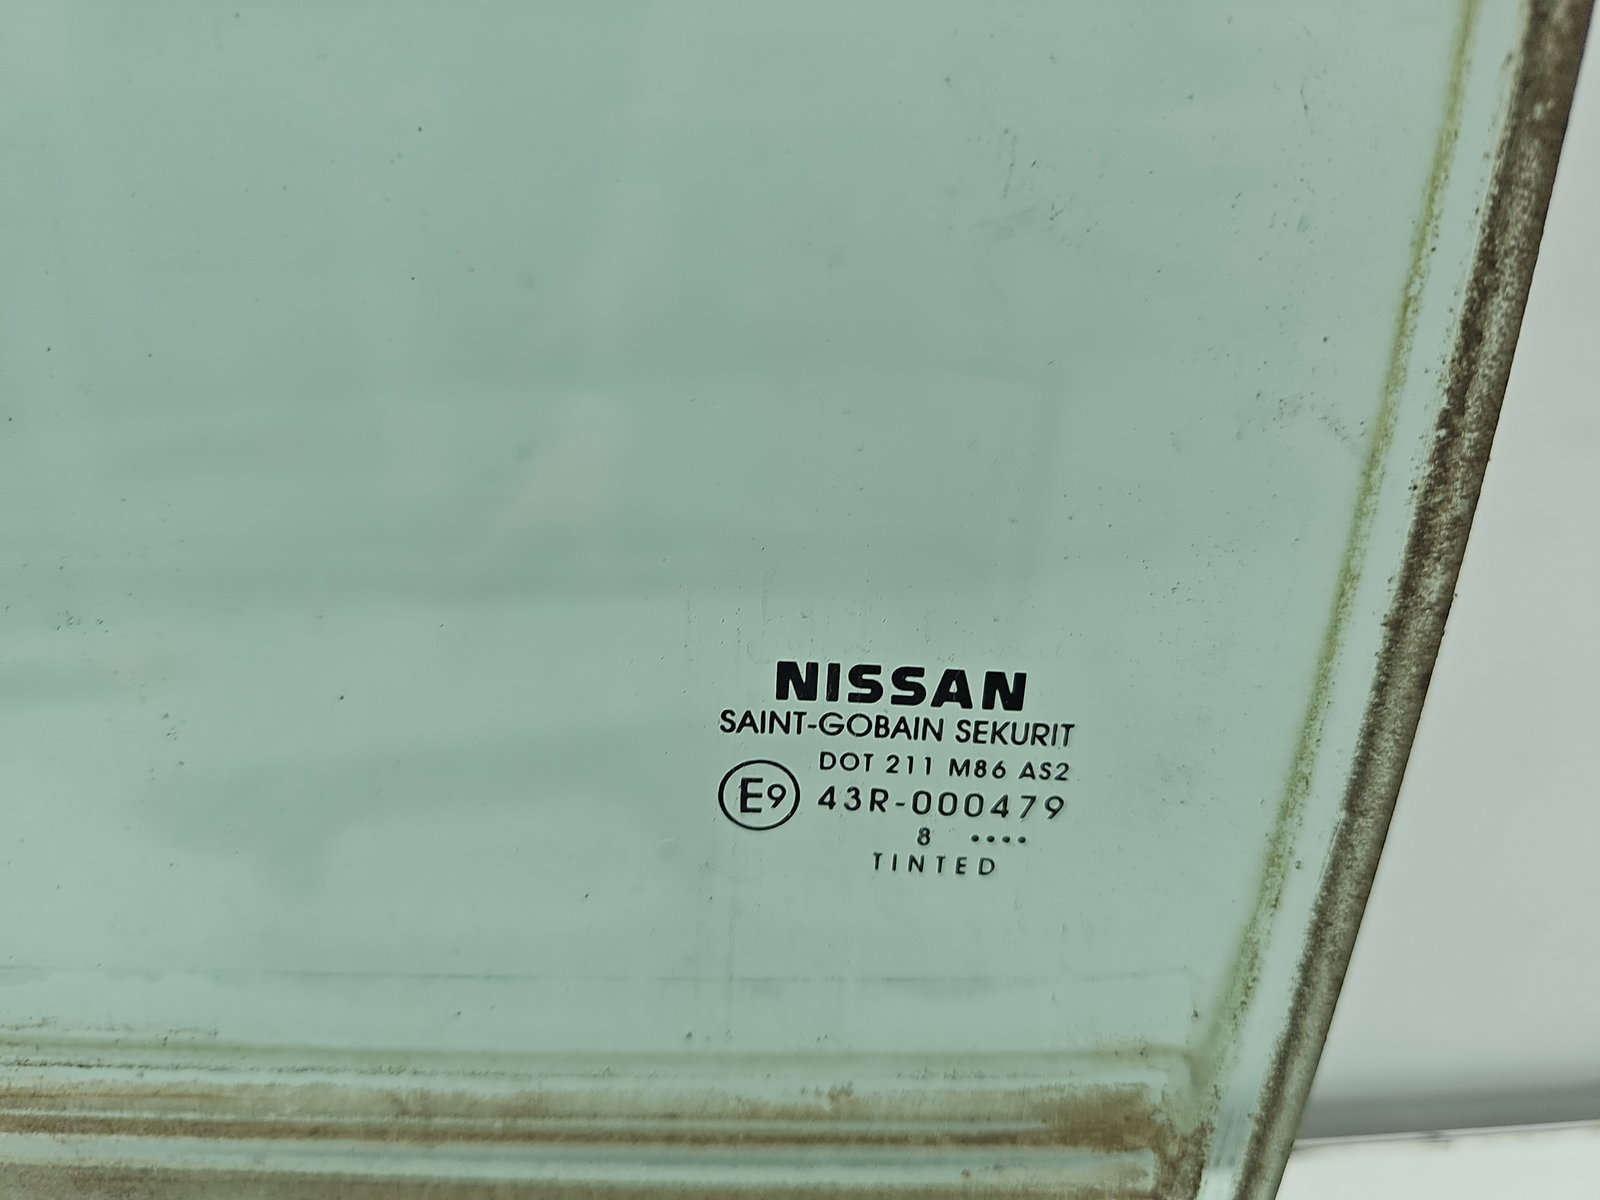 NISSAN
SAINT-GOBAIN SEKURIT
DOT 211 M86 AS2
E9 43R-000479
8 ••••
TINTED